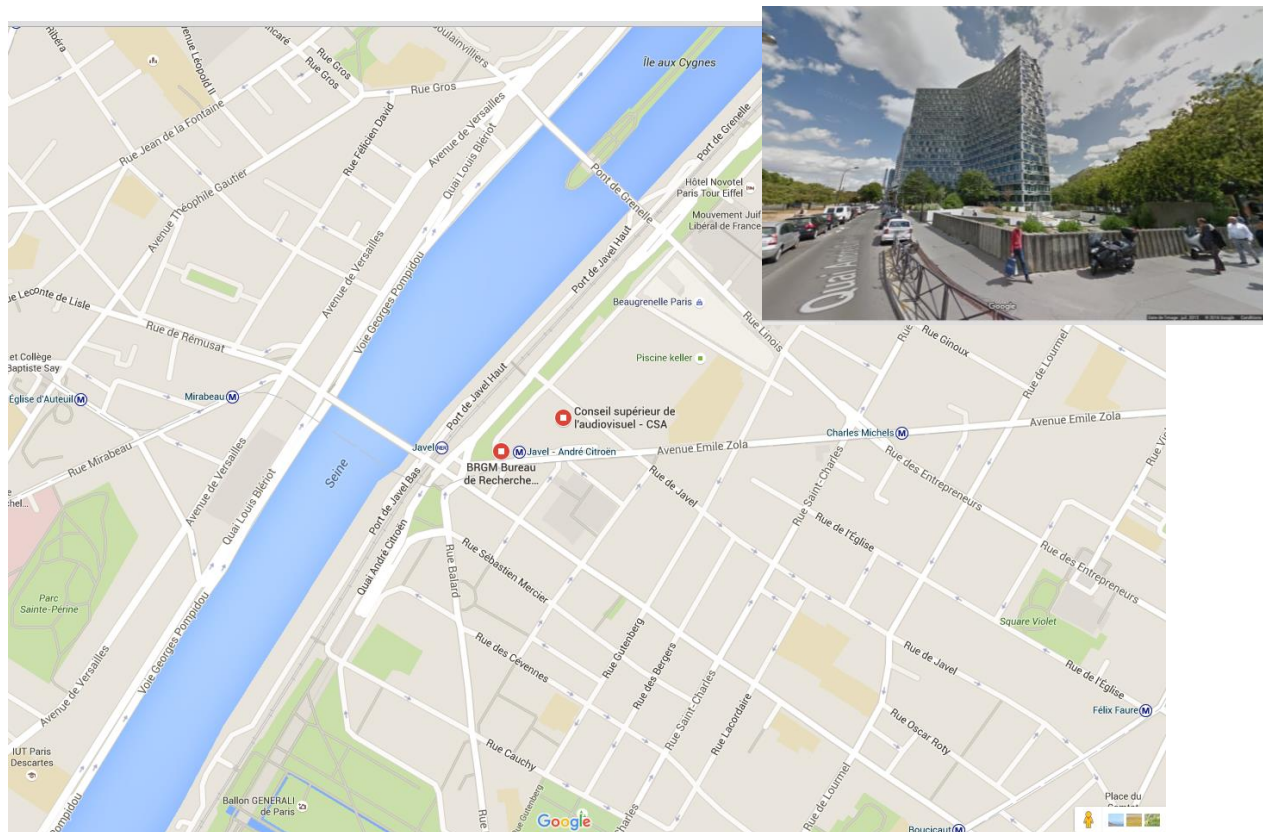 Ribéra
Avenue Léopold II
Rue Gros
Rue Gros
Rue Gros
Boulainvilliers
Île aux Cygnes
Rue Jean de la Fontaine
Rue Félicien David
Avenue de Versailles
Quai Louis Blériot
Port de Grenelle
Pont de Grenelle
Hôtel Novotel
Paris Tour Eiffel
Mouvement Juif
Libéral de France
Avenue Théophile Gautier
Avenue de Versailles
Voie Georges Pompidou
Port de Javel Haut
Quai André
Google
Beaugrenelle Paris
Rue Linois
Rue Ginoux
Rue de Lourmel
Leconte de Lisle
Rue de Rémusat
Port de Javel Haut
Piscine keller
et Collège
Baptiste Say
Église d'Auteuil
M
Mirabeau
M
Conseil supérieur de
l'audiovisuel - CSA
Charles Michels
M
Avenue Emile Zola
Javel
RER
M
Javel - André Citroën
Avenue Emile Zola
BRGM Bureau
de Recherche...
Rue Mirabeau
Avenue de Versailles
Quai Louis Blériot
Seine
Port de Javel Bas
Rue de Javel
Rue Saint-Charles
Rue des Entrepreneurs
Rue de l'Église
Quai André Citroën
Rue Balard
Rue Sébastien Mercier
Rue des Entrepreneurs
Parc
Sainte-Périne
Square Violet
Voie Georges Pompidou
Rue des Cévennes
Rue Gutenberg
Rue des Bergers
Rue Saint-Charles
Rue Lacordaire
Rue de Javel
Rue de l'Église
Avenue de Versailles
Félix Faure
M
Rue Oscar Roty
IUT Paris
Descartes
Rue Cauchy
Rue de Lourmel
Ballon GENERALI
de Paris
Rue Gutenberg
Saint-Charles
Pompidou
Google
Place du
Boucicaut
M